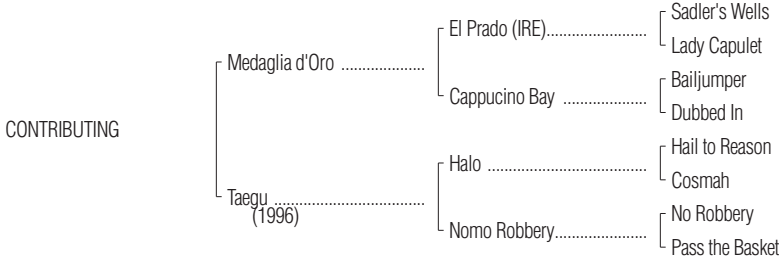 Sadler's Wells
El Prado (IRE)......................
Lady Capulet
Medaglia d'Oro ....................
Bailjumper
Cappucino Bay ....................
Dubbed In
CONTRIBUTING
Hail to Reason
Halo ......................................
Cosmah
Taegu ....................................
(1996)
No Robbery
Nomo Robbery......................
Pass the Basket